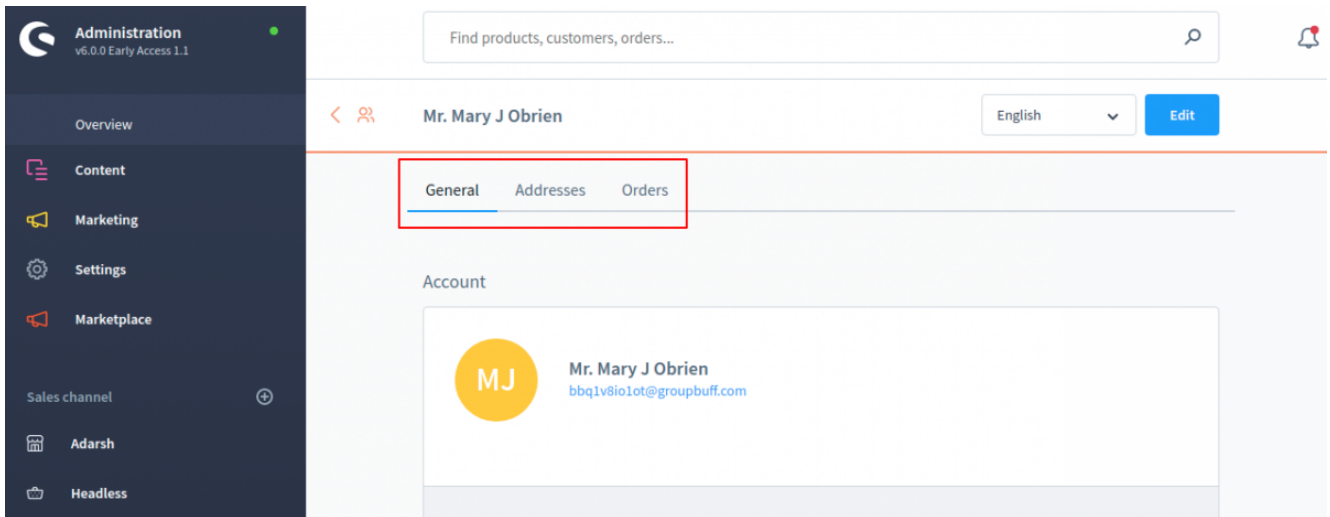 Administration
v6.0.0 Early Access 1.1
Find products, customers, orders...
Overview
Mr. Mary J Obrien
English
Edit
Content
General Addresses Orders
Marketing
Settings
Account
Marketplace
MJ
Mr. Mary J Obrien
bbq1v8io1ot@groupbuff.com
Sales channel
Adarsh
Headless